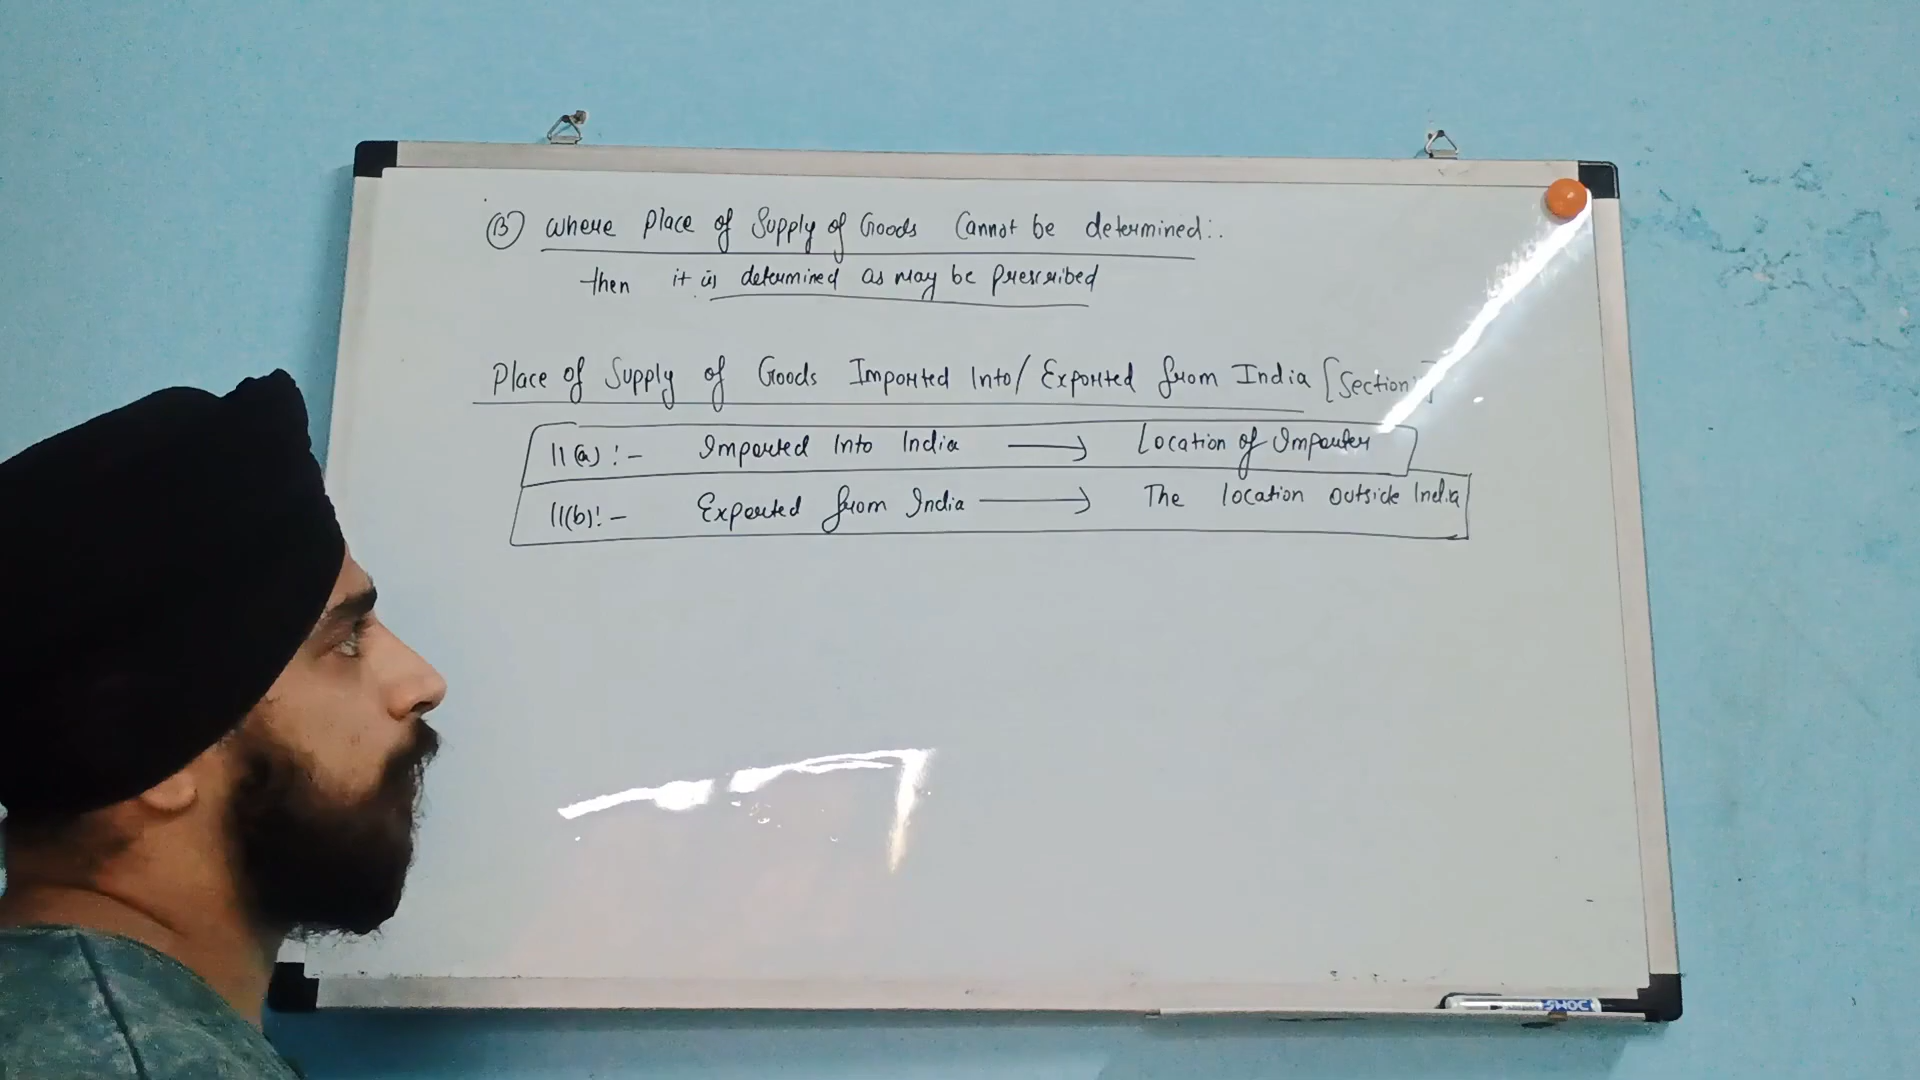 (B) Where Place of Supply of Goods Cannot be determined:.
then it is determined as may be Prescribed
Place of Supply of Goods Imported Into/ Exported from India [Section ]
11(a):- Imported Into India → Location of Importer
11(b):- Exported from India → The location outside India